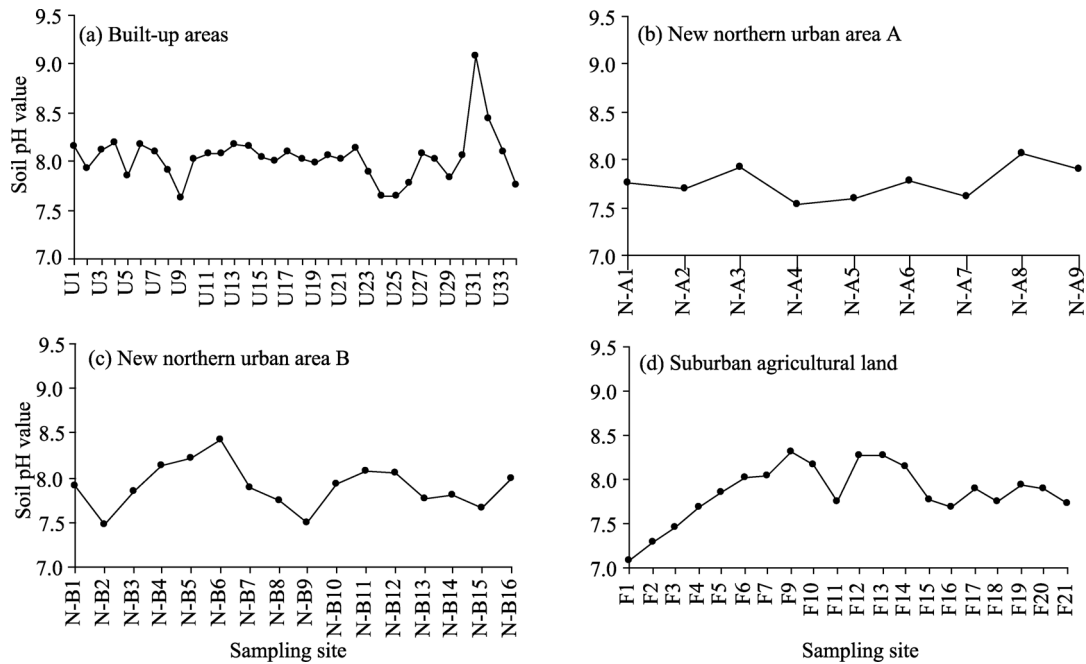 (a) Built-up areas
Soil pH value
9.5
9.0
8.5
8.0
7.5
7.0
U1
U3
U5
U7
U9
U11
U13
U15
U17
U19
U21
U23
U25
U27
U29
U31
U33
(b) New northern urban area A
9.5
9.0
8.5
8.0
7.5
7.0
N-A1
N-A2
N-A3
N-A4
N-A5
N-A6
N-A7
N-A8
N-A9
(c) New northern urban area B
Soil pH value
9.5
9.0
8.5
8.0
7.5
7.0
N-B1
N-B2
N-B3
N-B4
N-B5
N-B6
N-B7
N-B8
N-B9
N-B10
N-B11
N-B12
N-B13
N-B14
N-B15
N-B16
Sampling site
(d) Suburban agricultural land
9.5
9.0
8.5
8.0
7.5
7.0
F1
F2
F3
F4
F5
F6
F7
F9
F10
F11
F12
F13
F14
F15
F16
F17
F18
F19
F20
F21
Sampling site